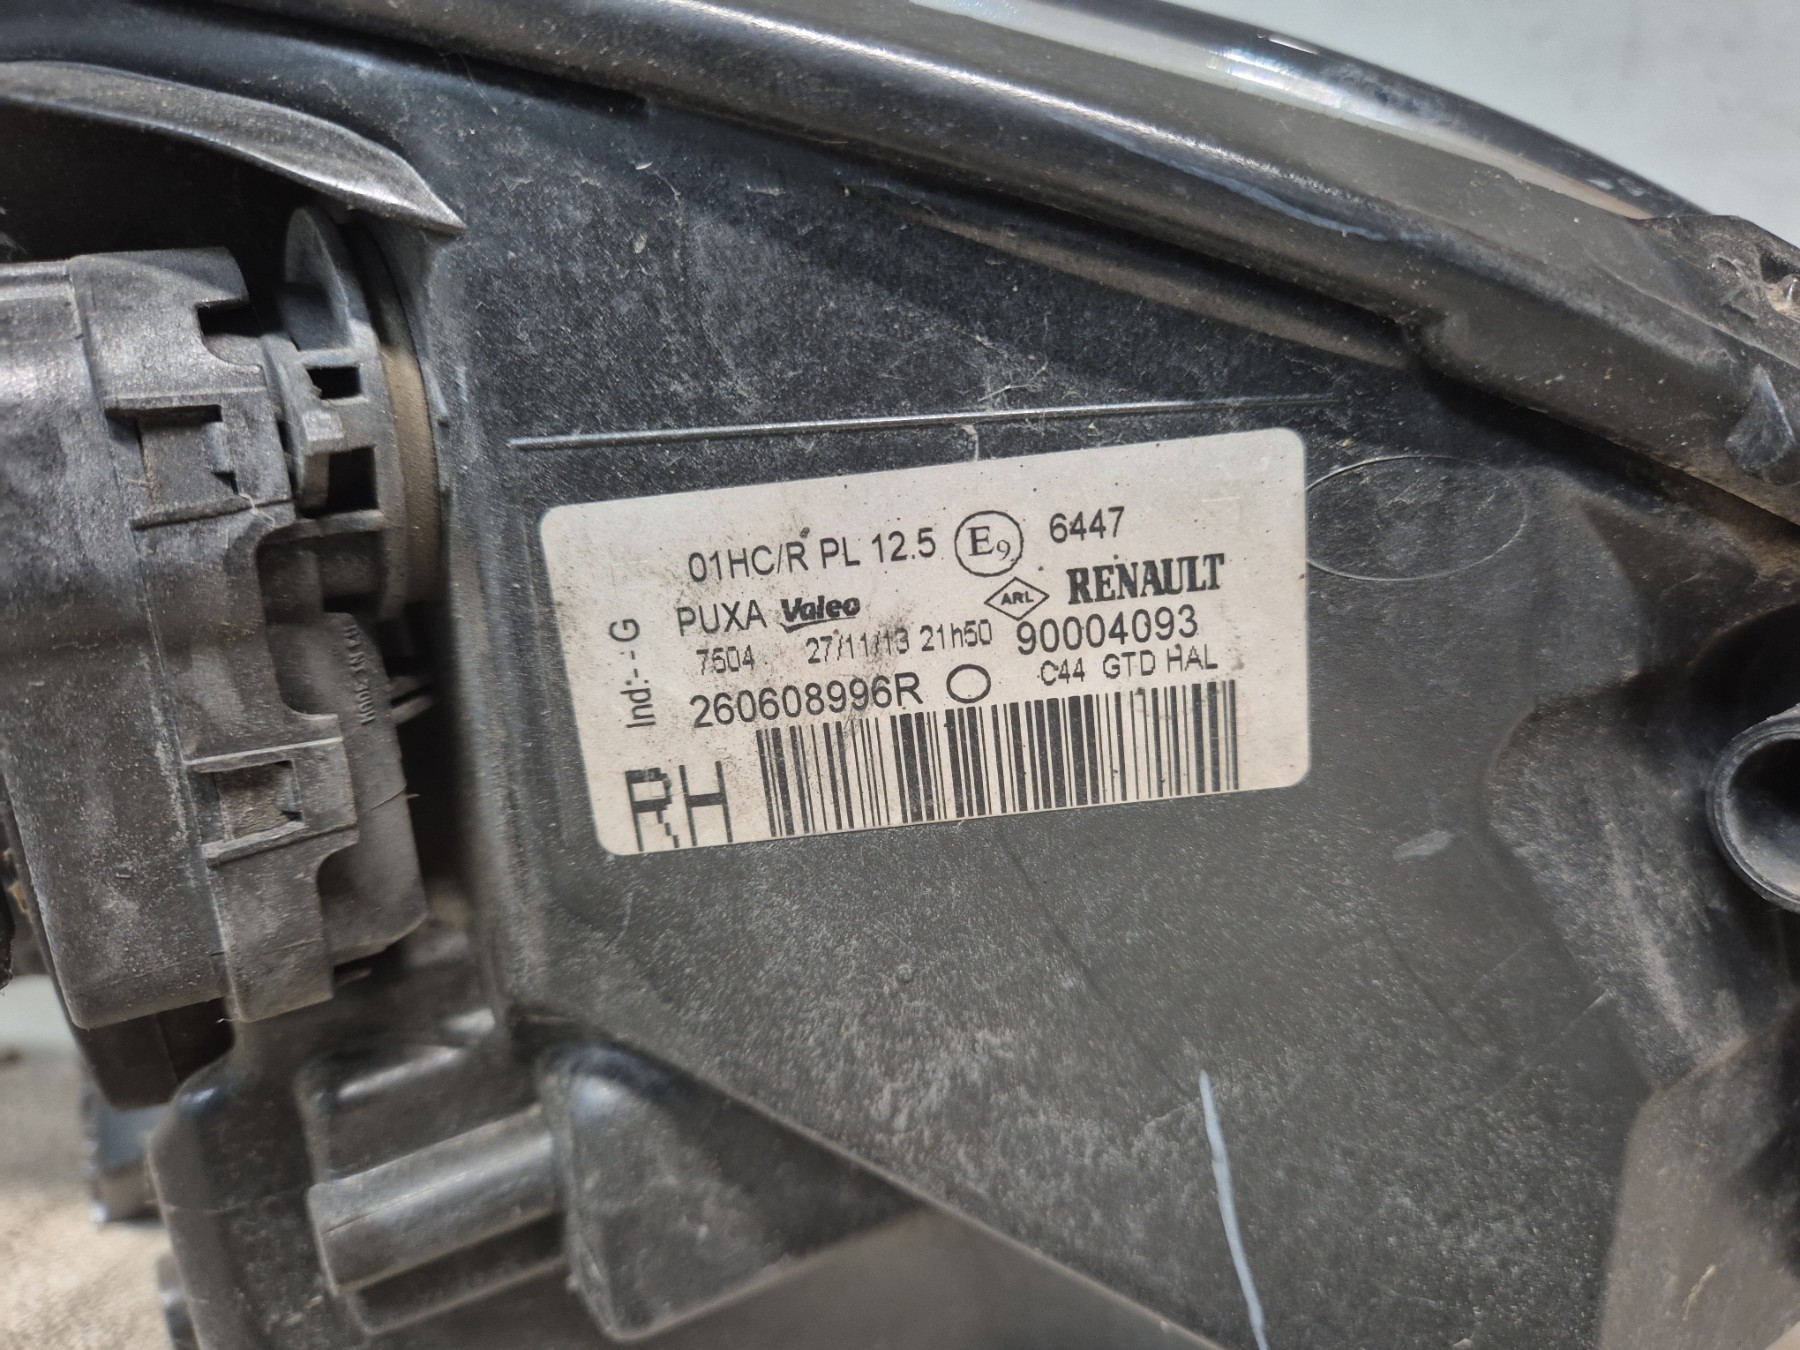 01HC/R PL 12.5 E9 6447
PUXA Valeo ARL RENAULT
Ind:- -G
7504 27/11/13 21h50 90004093
260608996R C44 GTD HAL
RH